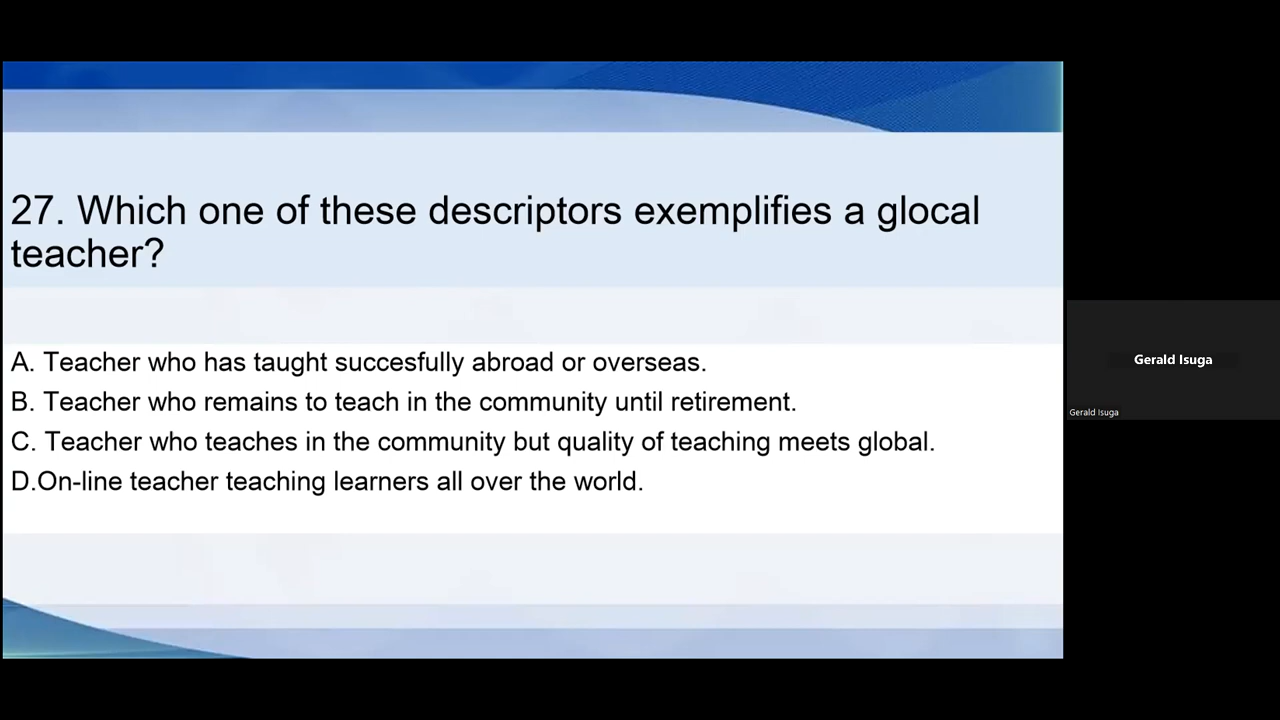 27. Which one of these descriptors exemplifies a glocal
teacher?
A. Teacher who has taught succesfully abroad or overseas.
B. Teacher who remains to teach in the community until retirement.
C. Teacher who teaches in the community but quality of teaching meets global.
D.On-line teacher teaching learners all over the world.
Gerald Isuga
Gerald Isuga